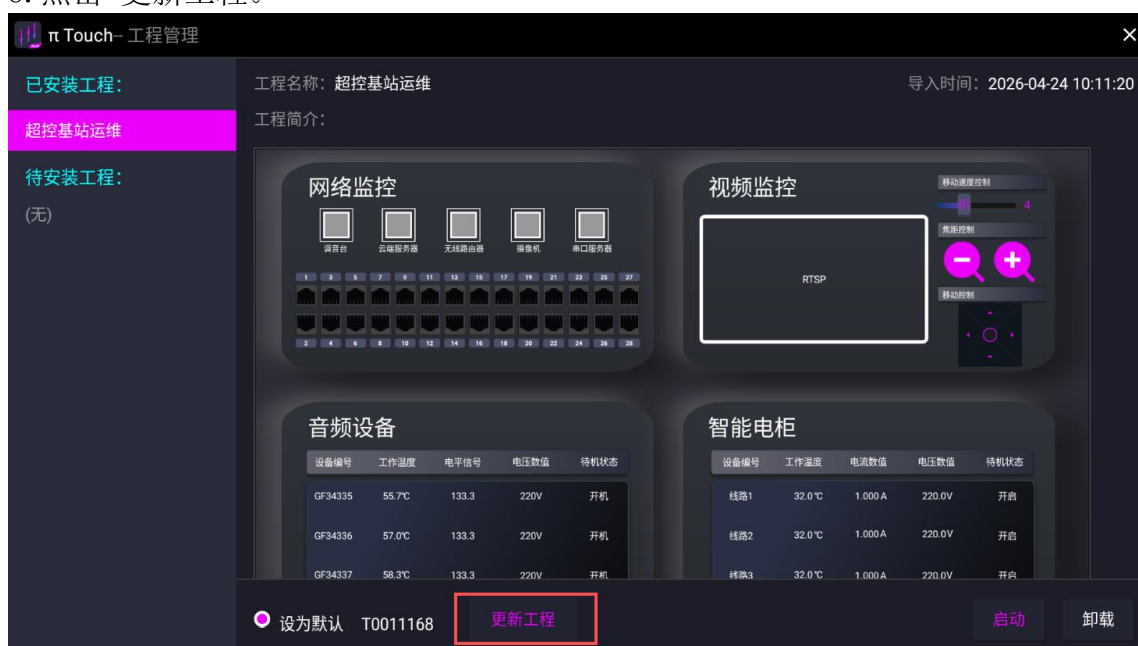 π Touch– 工程管理
已安装工程：
超控基站运维
待安装工程：
(无)
工程名称：超控基站运维
导入时间：2026-04-24 10:11:20
工程简介：
网络监控
调音台 云端服务器 无线路由器 摄像机 串口服务器
1 3 5 7 9 11 13 15 17 19 21 23 25 27
2 4 6 8 10 12 14 16 18 20 22 24 26 28
视频监控
RTSP
移动速度控制
4
焦距控制
移动控制
音频设备
设备编号 工作温度 电平信号 电压数值 待机状态
GF34335 55.7℃ 133.3 220V 开机
GF34336 57.0℃ 133.3 220V 开机
GF34337 58.3℃ 133.3 220V 开机
智能电柜
设备编号 工作温度 电流数值 电压数值 待机状态
线路1 32.0℃ 1.000 A 220.0V 开启
线路2 32.0℃ 1.000 A 220.0V 开启
线路3 32.0℃ 1.000 A 220.0V 开启
设为默认 T0011168 更新工程 启动 卸载